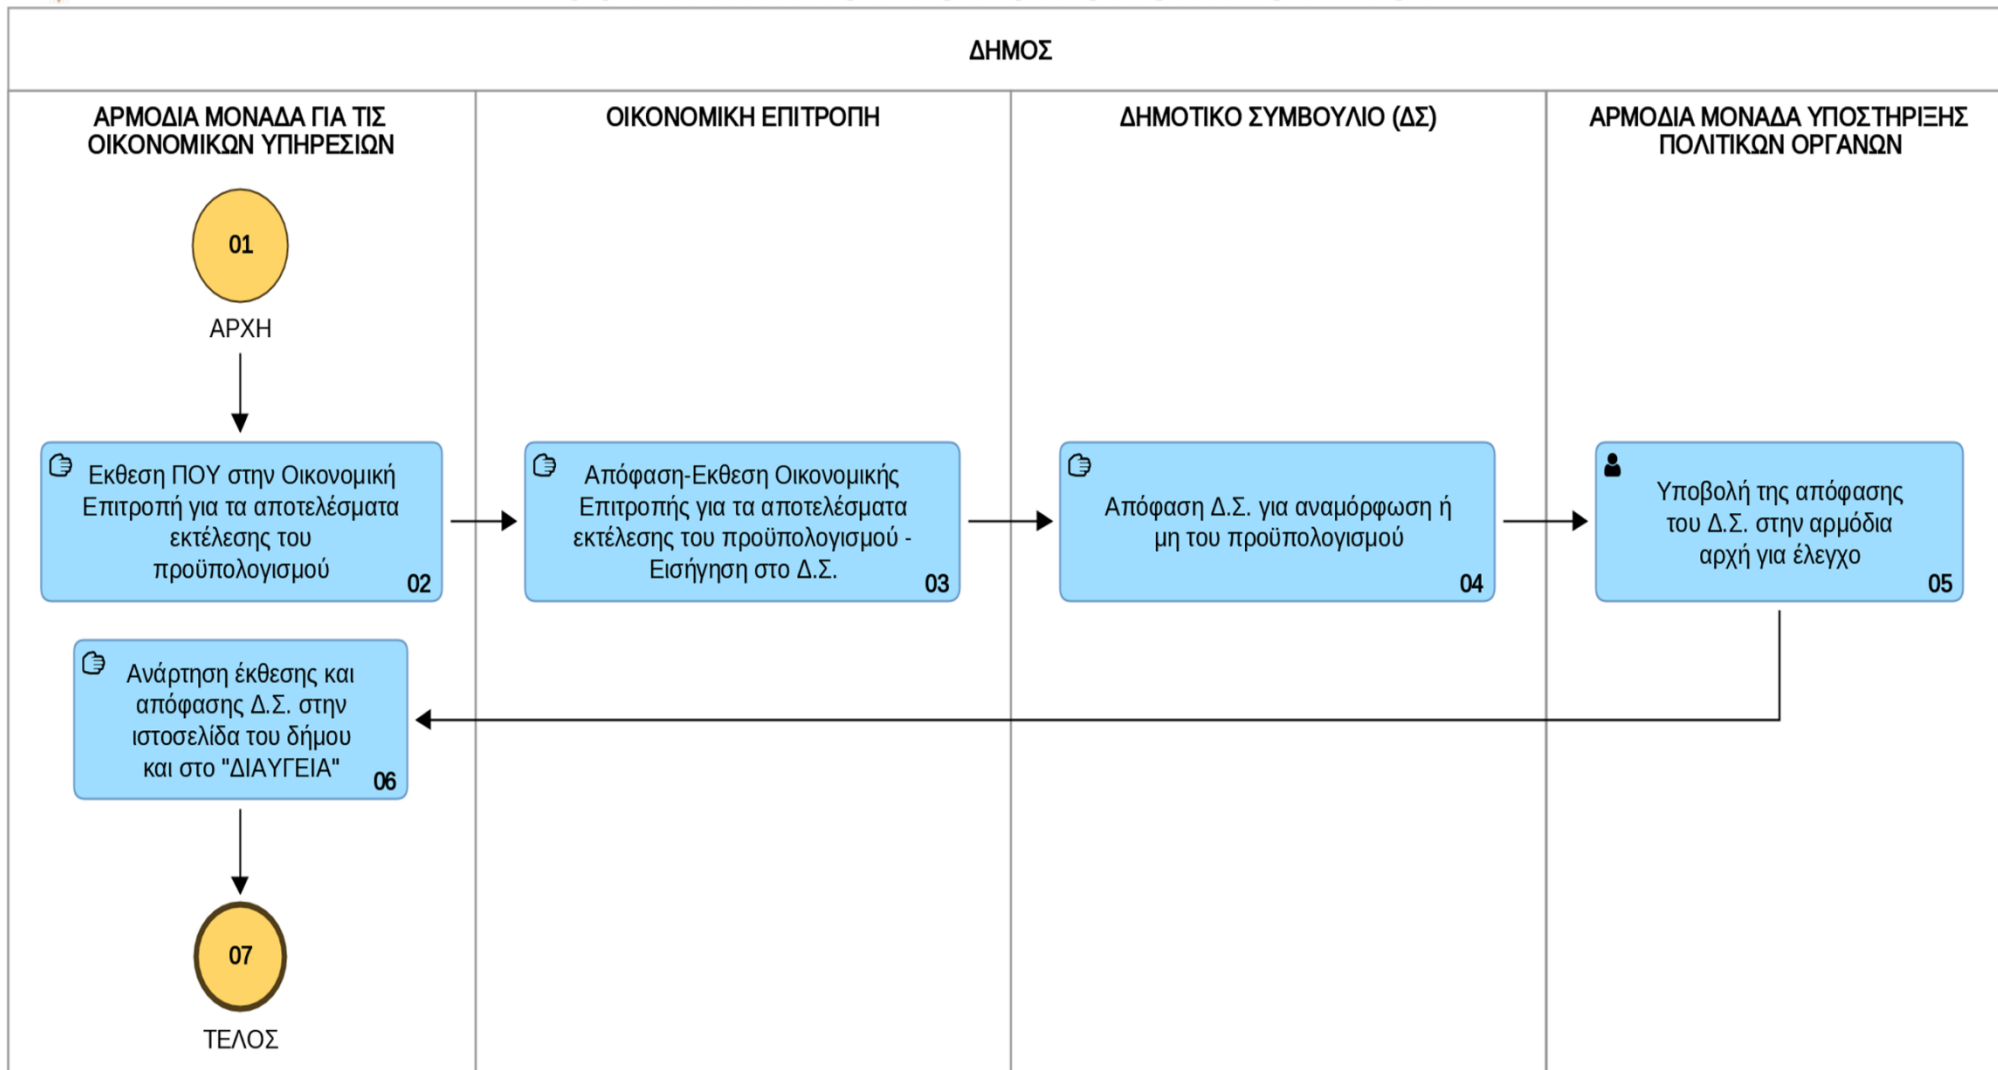 ΔΗΜΟΣ
ΑΡΜΟΔΙΑ ΜΟΝΑΔΑ ΓΙΑ ΤΙΣ
ΟΙΚΟΝΟΜΙΚΩΝ ΥΠΗΡΕΣΙΩΝ
ΟΙΚΟΝΟΜΙΚΗ ΕΠΙΤΡΟΠΗ
ΔΗΜΟΤΙΚΟ ΣΥΜΒΟΥΛΙΟ (ΔΣ)
ΑΡΜΟΔΙΑ ΜΟΝΑΔΑ ΥΠΟΣΤΗΡΙΞΗΣ
ΠΟΛΙΤΙΚΩΝ ΟΡΓΑΝΩΝ
01
ΑΡΧΗ
Εκθεση ΠΟΥ στην Οικονομική
Επιτροπή για τα αποτελέσματα
εκτέλεσης του
προϋπολογισμού
02
Απόφαση-Εκθεση Οικονομικής
Επιτροπής για τα αποτελέσματα
εκτέλεσης του προϋπολογισμού -
Εισήγηση στο Δ.Σ.
03
Απόφαση Δ.Σ. για αναμόρφωση ή
μη του προϋπολογισμού
04
Υποβολή της απόφασης
του Δ.Σ. στην αρμόδια
αρχή για έλεγχο
05
Ανάρτηση έκθεσης και
απόφασης Δ.Σ. στην
ιστοσελίδα του δήμου
και στο "ΔΙΑΥΓΕΙΑ"
06
07
ΤΕΛΟΣ